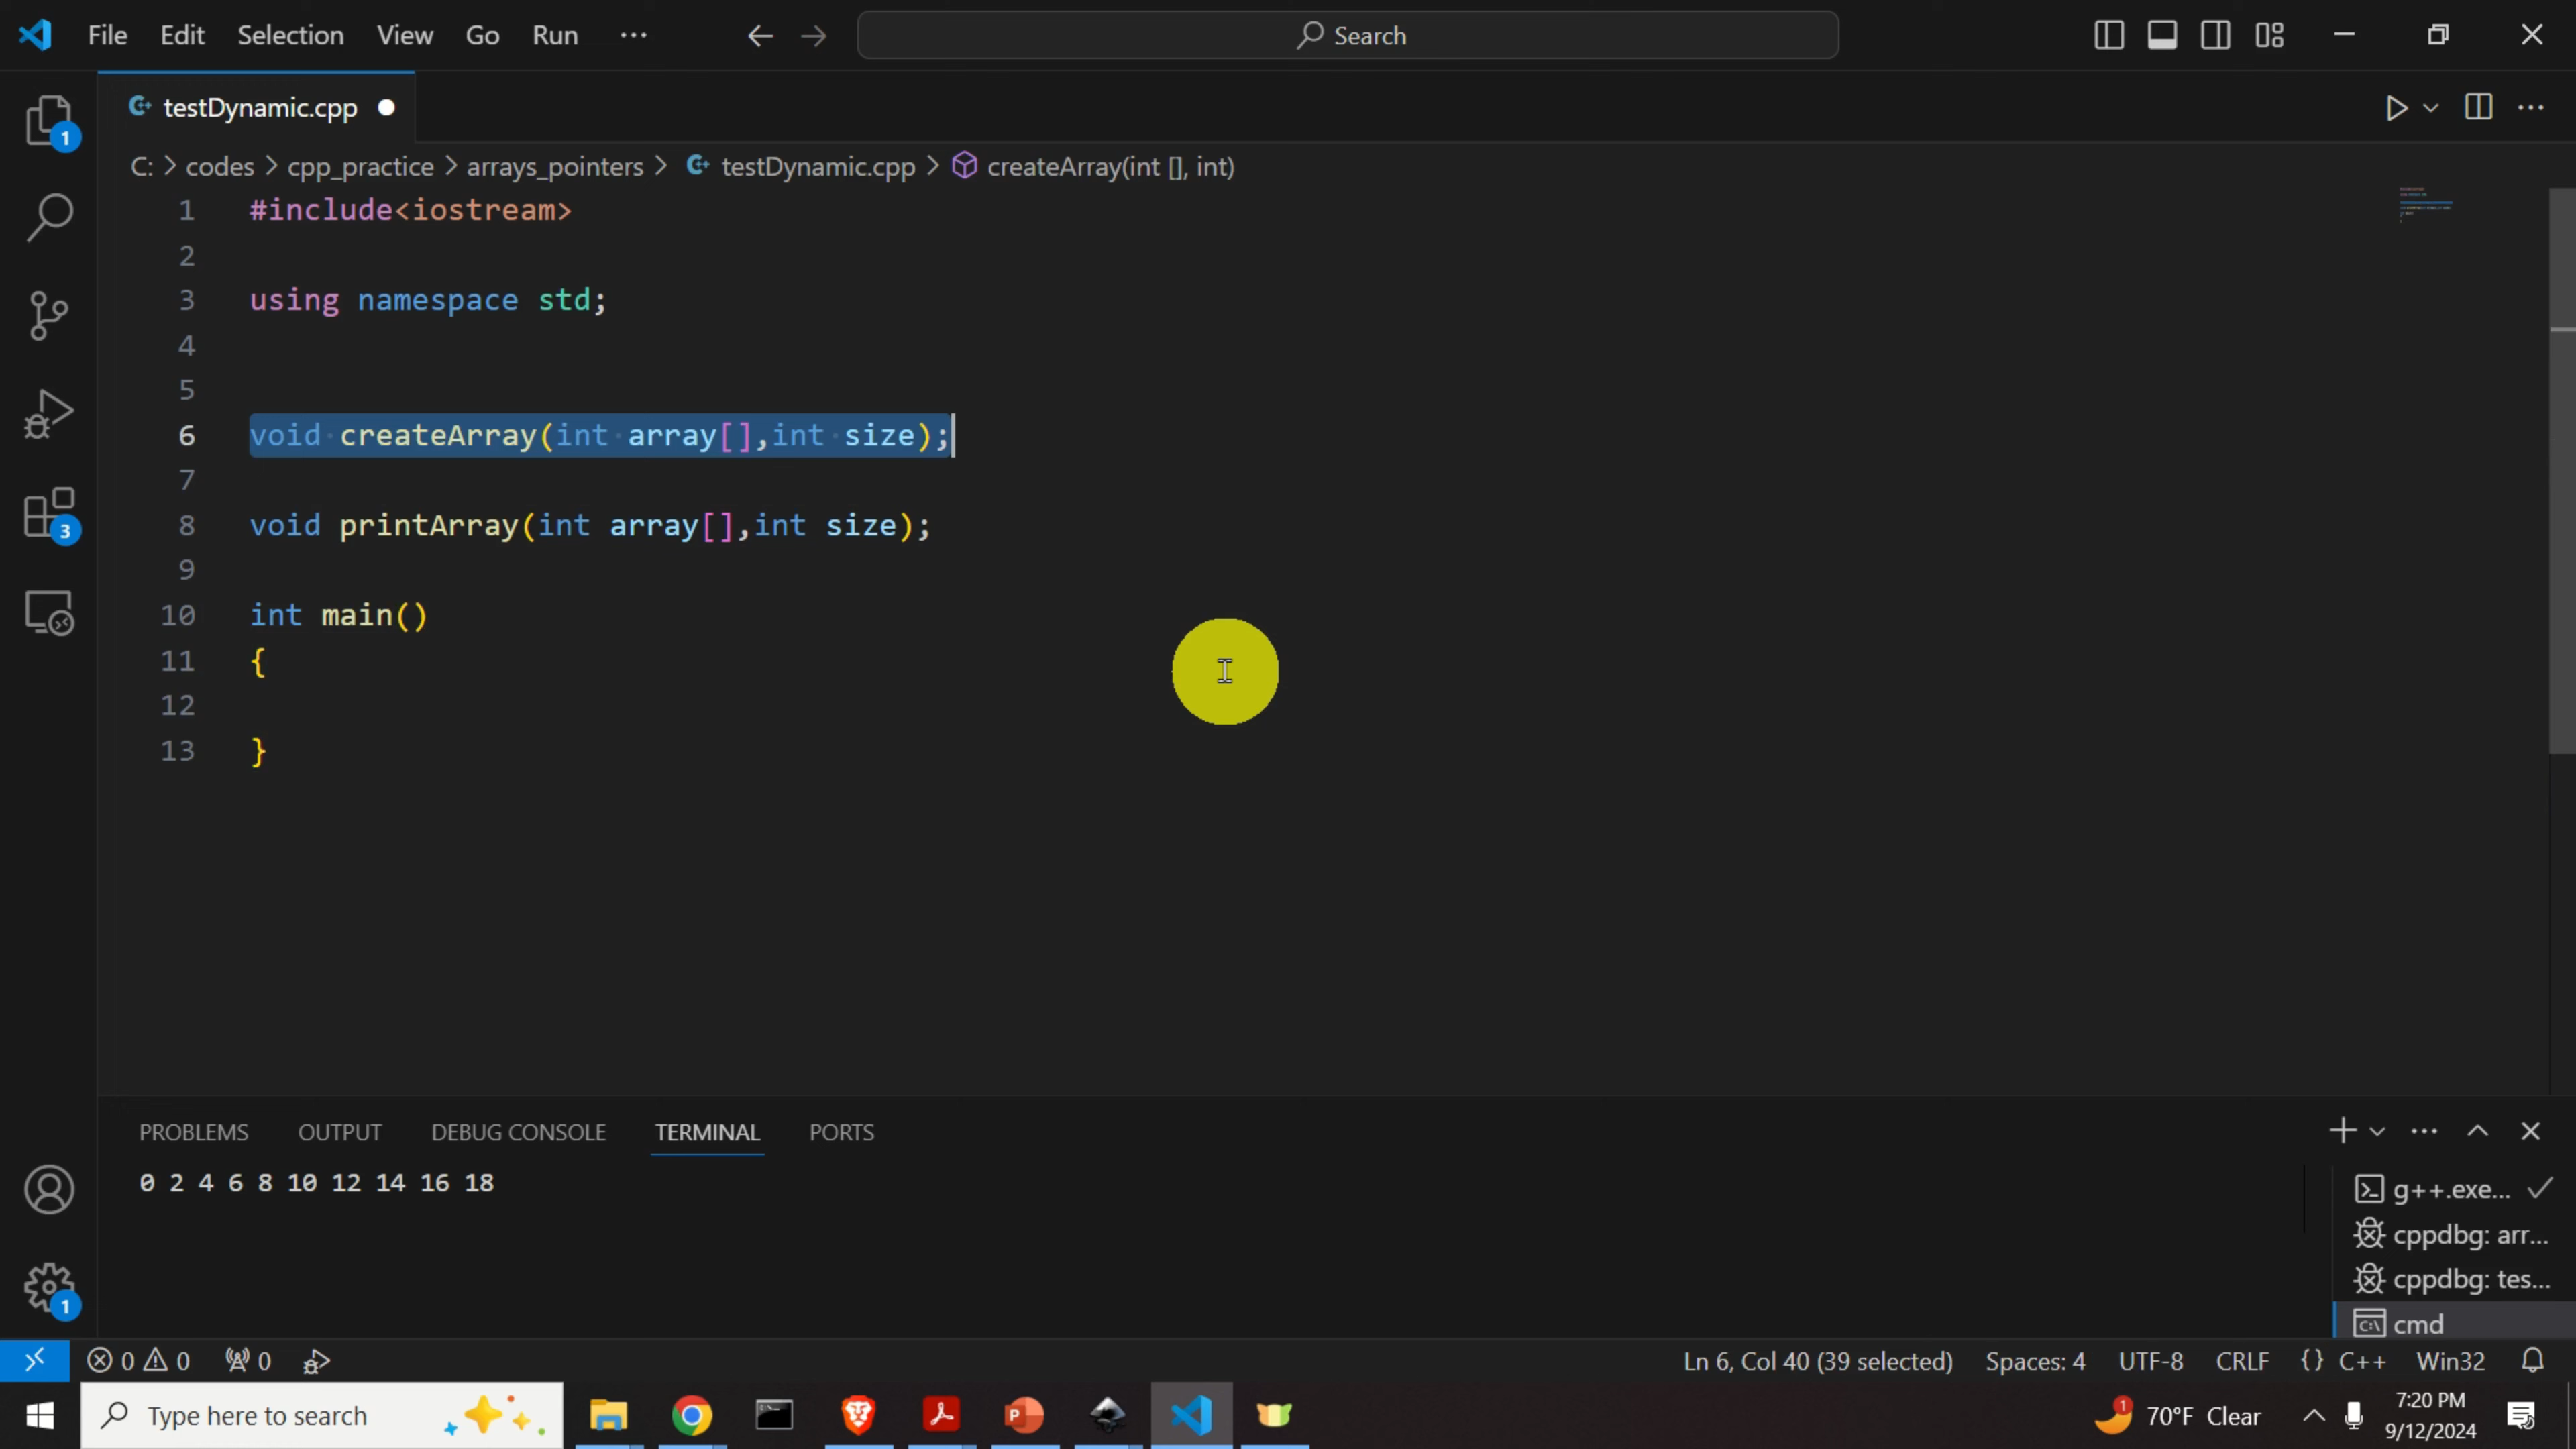 File Edit Selection View Go Run ··· Search
testDynamic.cpp
C: > codes > cpp_practice > arrays_pointers > testDynamic.cpp > createArray(int [], int)
1 #include<iostream>
2
3 using namespace std;
4
5
6 void createArray(int array[],int size);
7
8 void printArray(int array[],int size);
9
10 int main()
11 {
12
13 }
1
3
1
PROBLEMS OUTPUT DEBUG CONSOLE TERMINAL PORTS
0 2 4 6 8 10 12 14 16 18
g++.exe...
cppdbg: arr...
cppdbg: tes...
cmd
0 0 0 Ln 6, Col 40 (39 selected) Spaces: 4 UTF-8 CRLF {} C++ Win32
Type here to search 1 70°F Clear 7:20 PM
9/12/2024